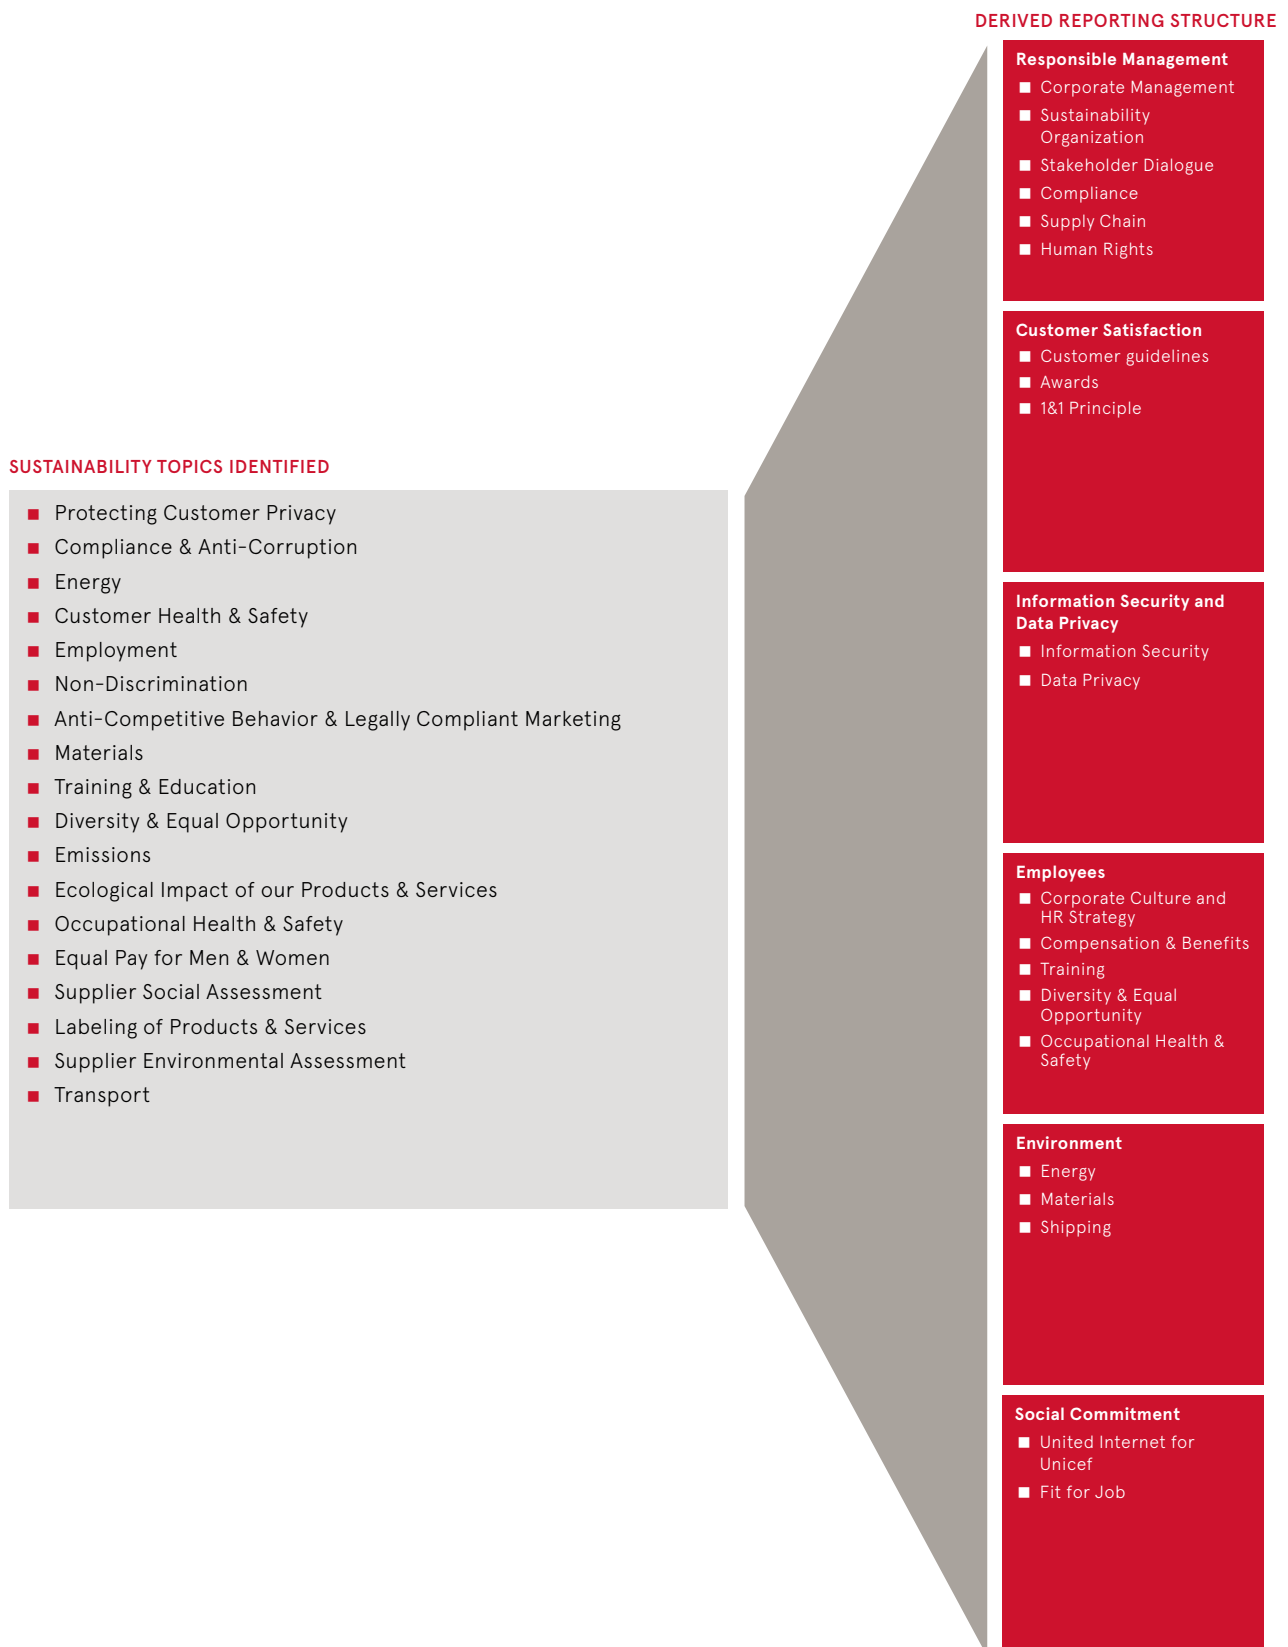 SUSTAINABILITY TOPICS IDENTIFIED
Protecting Customer Privacy
Compliance & Anti-Corruption
Energy
Customer Health & Safety
Employment
Non-Discrimination
Anti-Competitive Behavior & Legally Compliant Marketing
Materials
Training & Education
Diversity & Equal Opportunity
Emissions
Ecological Impact of our Products & Services
Occupational Health & Safety
Equal Pay for Men & Women
Supplier Social Assessment
Labeling of Products & Services
Supplier Environmental Assessment
Transport
DERIVED REPORTING STRUCTURE
Responsible Management
Corporate Management
Sustainability
Organization
Stakeholder Dialogue
Compliance
Supply Chain
Human Rights
Customer Satisfaction
Customer guidelines
Awards
1&1 Principle
Information Security and
Data Privacy
Information Security
Data Privacy
Employees
Corporate Culture and
HR Strategy
Compensation & Benefits
Training
Diversity & Equal
Opportunity
Occupational Health &
Safety
Environment
Energy
Materials
Shipping
Social Commitment
United Internet for
Unicef
Fit for Job